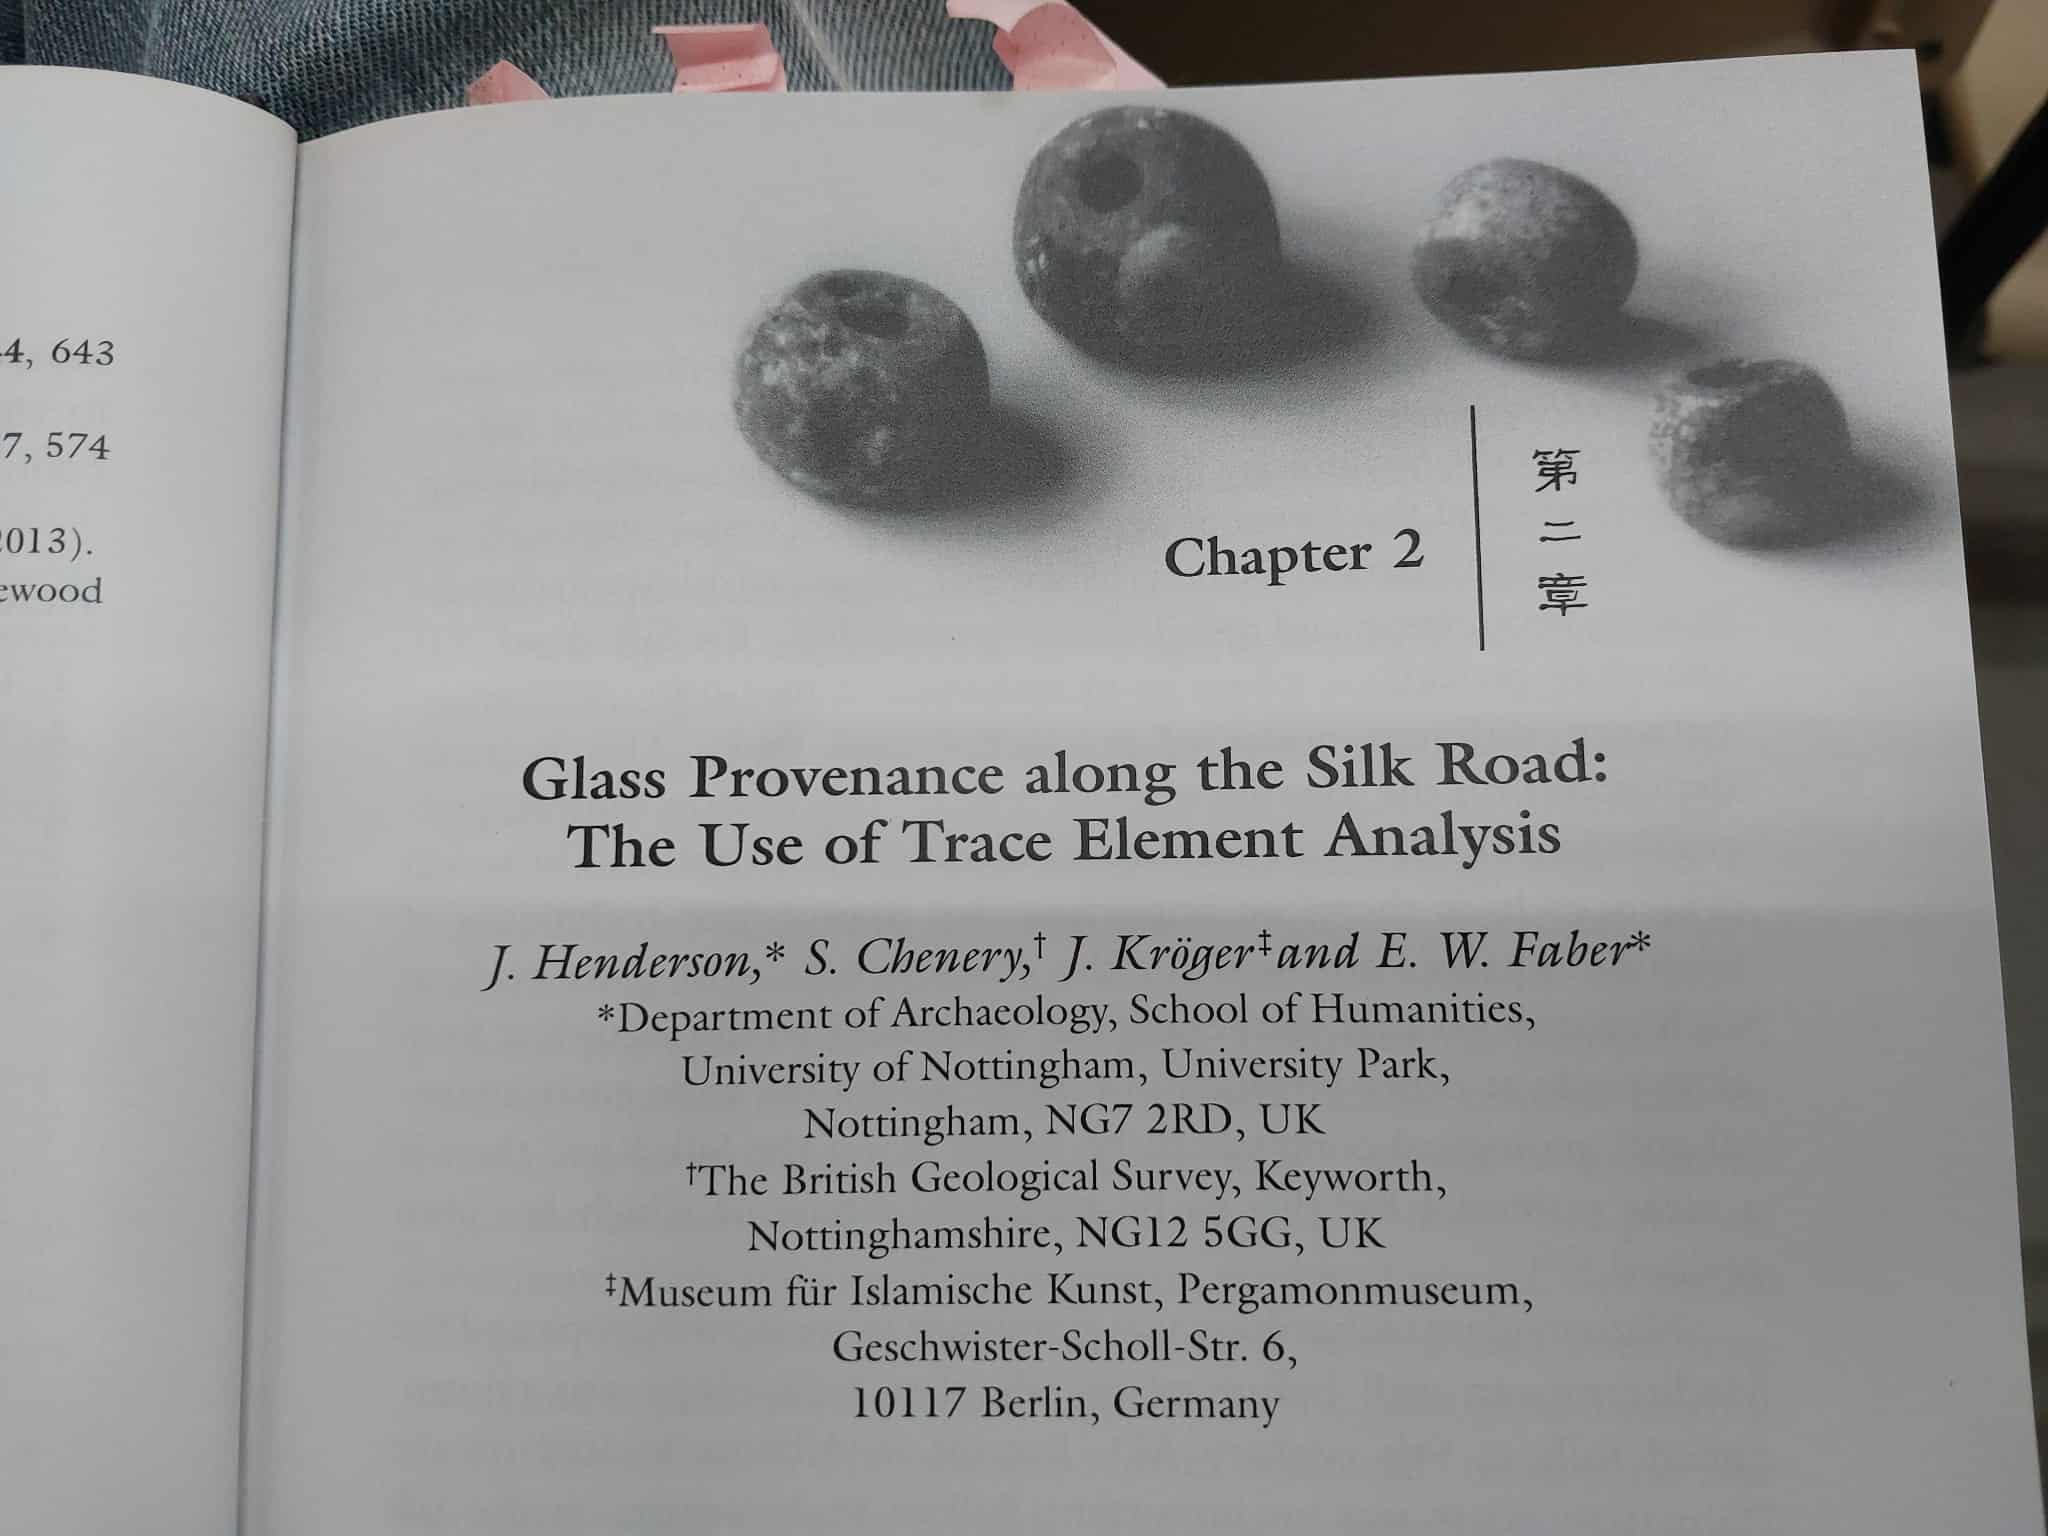 4, 643
7, 574
2013).
ewood
Chapter 2
第二章
Glass Provenance along the Silk Road:
The Use of Trace Element Analysis
J. Henderson,* S. Chenery,† J. Kröger‡ and E. W. Faber*
*Department of Archaeology, School of Humanities,
University of Nottingham, University Park,
Nottingham, NG7 2RD, UK
†The British Geological Survey, Keyworth,
Nottinghamshire, NG12 5GG, UK
‡Museum für Islamische Kunst, Pergamonmuseum,
Geschwister-Scholl-Str. 6,
10117 Berlin, Germany